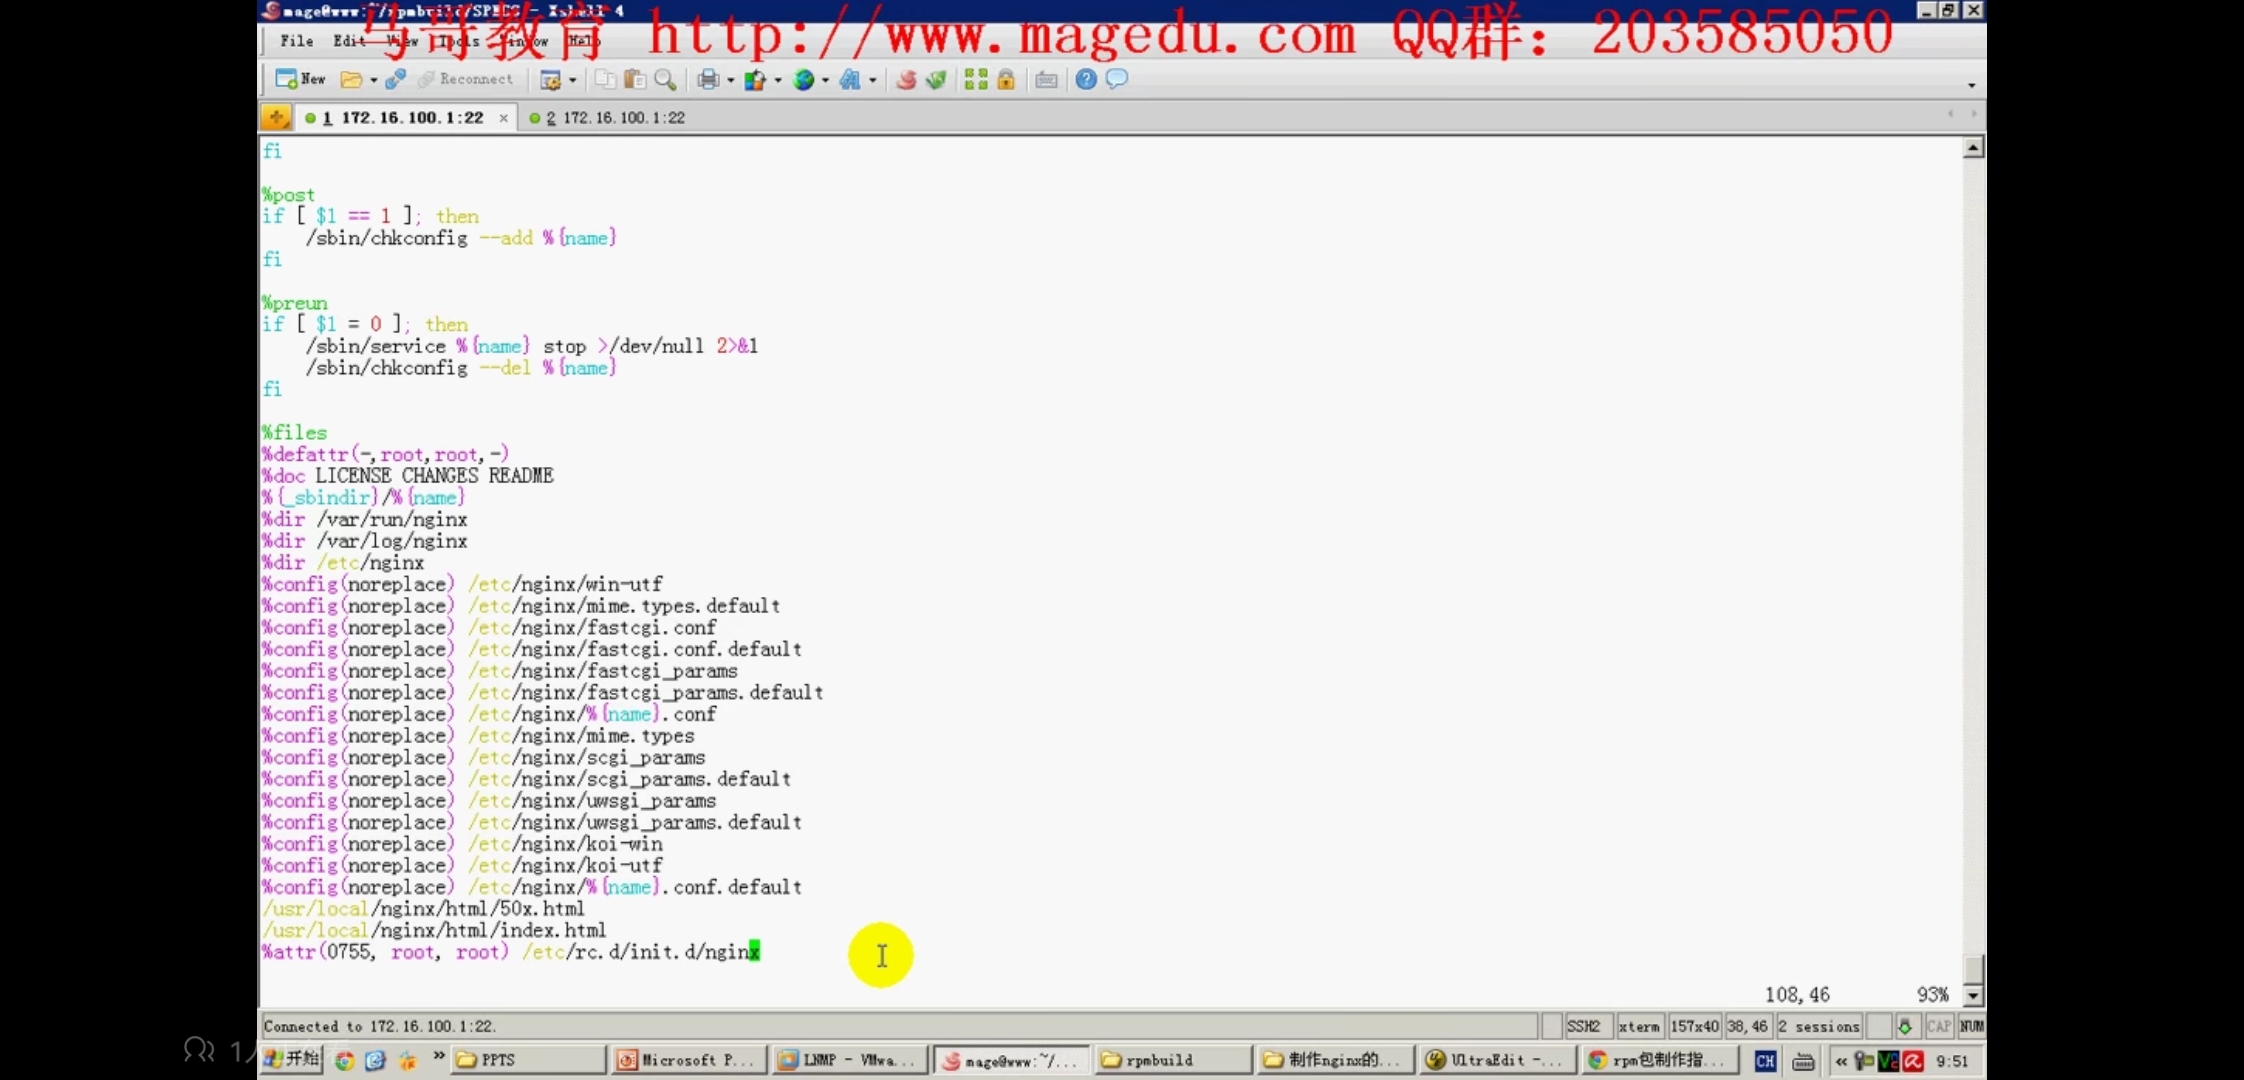 mage@www:~/rpmbuild/SPECS - Xshell 4
马哥教育 http://www.magedu.com QQ群：203585050
File Edit View Tools Window Help
New Reconnect
1 172.16.100.1:22 × 2 172.16.100.1:22
fi
%post
if [ $1 == 1 ]; then
/sbin/chkconfig --add %{name}
fi
%preun
if [ $1 = 0 ]; then
/sbin/service %{name} stop >/dev/null 2>&1
/sbin/chkconfig --del %{name}
fi
%files
%defattr(-,root,root,-)
%doc LICENSE CHANGES README
%{_sbindir}/%{name}
%dir /var/run/nginx
%dir /var/log/nginx
%dir /etc/nginx
%config(noreplace) /etc/nginx/win-utf
%config(noreplace) /etc/nginx/mime.types.default
%config(noreplace) /etc/nginx/fastcgi.conf
%config(noreplace) /etc/nginx/fastcgi.conf.default
%config(noreplace) /etc/nginx/fastcgi_params
%config(noreplace) /etc/nginx/fastcgi_params.default
%config(noreplace) /etc/nginx/%{name}.conf
%config(noreplace) /etc/nginx/mime.types
%config(noreplace) /etc/nginx/scgi_params
%config(noreplace) /etc/nginx/scgi_params.default
%config(noreplace) /etc/nginx/uwsgi_params
%config(noreplace) /etc/nginx/uwsgi_params.default
%config(noreplace) /etc/nginx/koi-win
%config(noreplace) /etc/nginx/koi-utf
%config(noreplace) /etc/nginx/%{name}.conf.default
/usr/local/nginx/html/50x.html
/usr/local/nginx/html/index.html
%attr(0755, root, root) /etc/rc.d/init.d/nginx
108,46 93%
Connected to 172.16.100.1:22. SSH2 xterm 157x40 38,46 2 sessions CAP NUM
开始 » PPTS Microsoft P... LNMP - VMwa... mage@www:~/... rpmbuild 制作nginx的... UltraEdit -... rpm包制作指... CH « 9:51